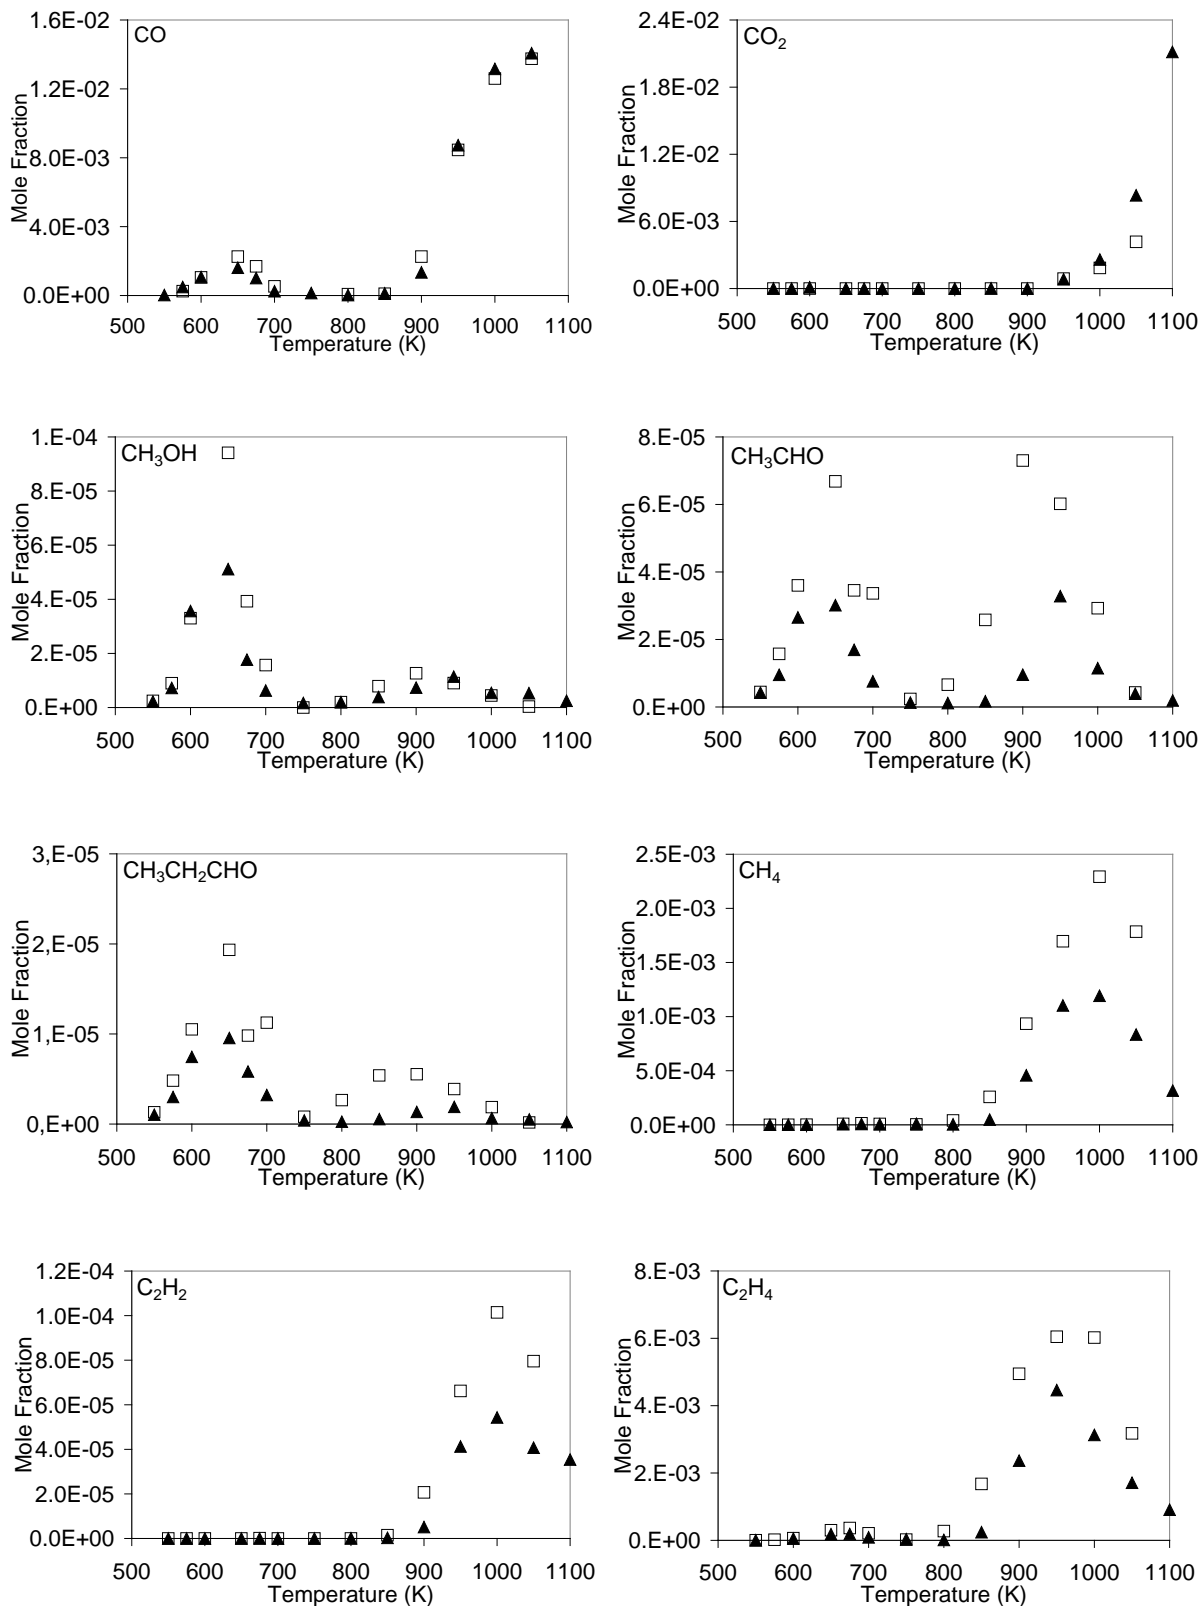 CO
1.6E-02
1.2E-02
8.0E-03
4.0E-03
0.0E+00
Mole Fraction
500 600 700 800 900 1000 1100
Temperature (K)
CO2
2.4E-02
1.8E-02
1.2E-02
6.0E-03
0.0E+00
Mole Fraction
500 600 700 800 900 1000 1100
Temperature (K)
CH3OH
1.E-04
8.E-05
6.E-05
4.E-05
2.E-05
0.E+00
Mole Fraction
500 600 700 800 900 1000 1100
Temperature (K)
CH3CHO
8.E-05
6.E-05
4.E-05
2.E-05
0.E+00
Mole Fraction
500 600 700 800 900 1000 1100
Temperature (K)
CH3CH2CHO
3,E-05
2,E-05
1,E-05
0,E+00
Mole Fraction
500 600 700 800 900 1000 1100
Temperature (K)
CH4
2.5E-03
2.0E-03
1.5E-03
1.0E-03
5.0E-04
0.0E+00
Mole Fraction
500 600 700 800 900 1000 1100
Temperature (K)
C2H2
1.2E-04
1.0E-04
8.0E-05
6.0E-05
4.0E-05
2.0E-05
0.0E+00
Mole Fraction
500 600 700 800 900 1000 1100
Temperature (K)
C2H4
8.E-03
6.E-03
4.E-03
2.E-03
0.E+00
Mole Fraction
500 600 700 800 900 1000 1100
Temperature (K)